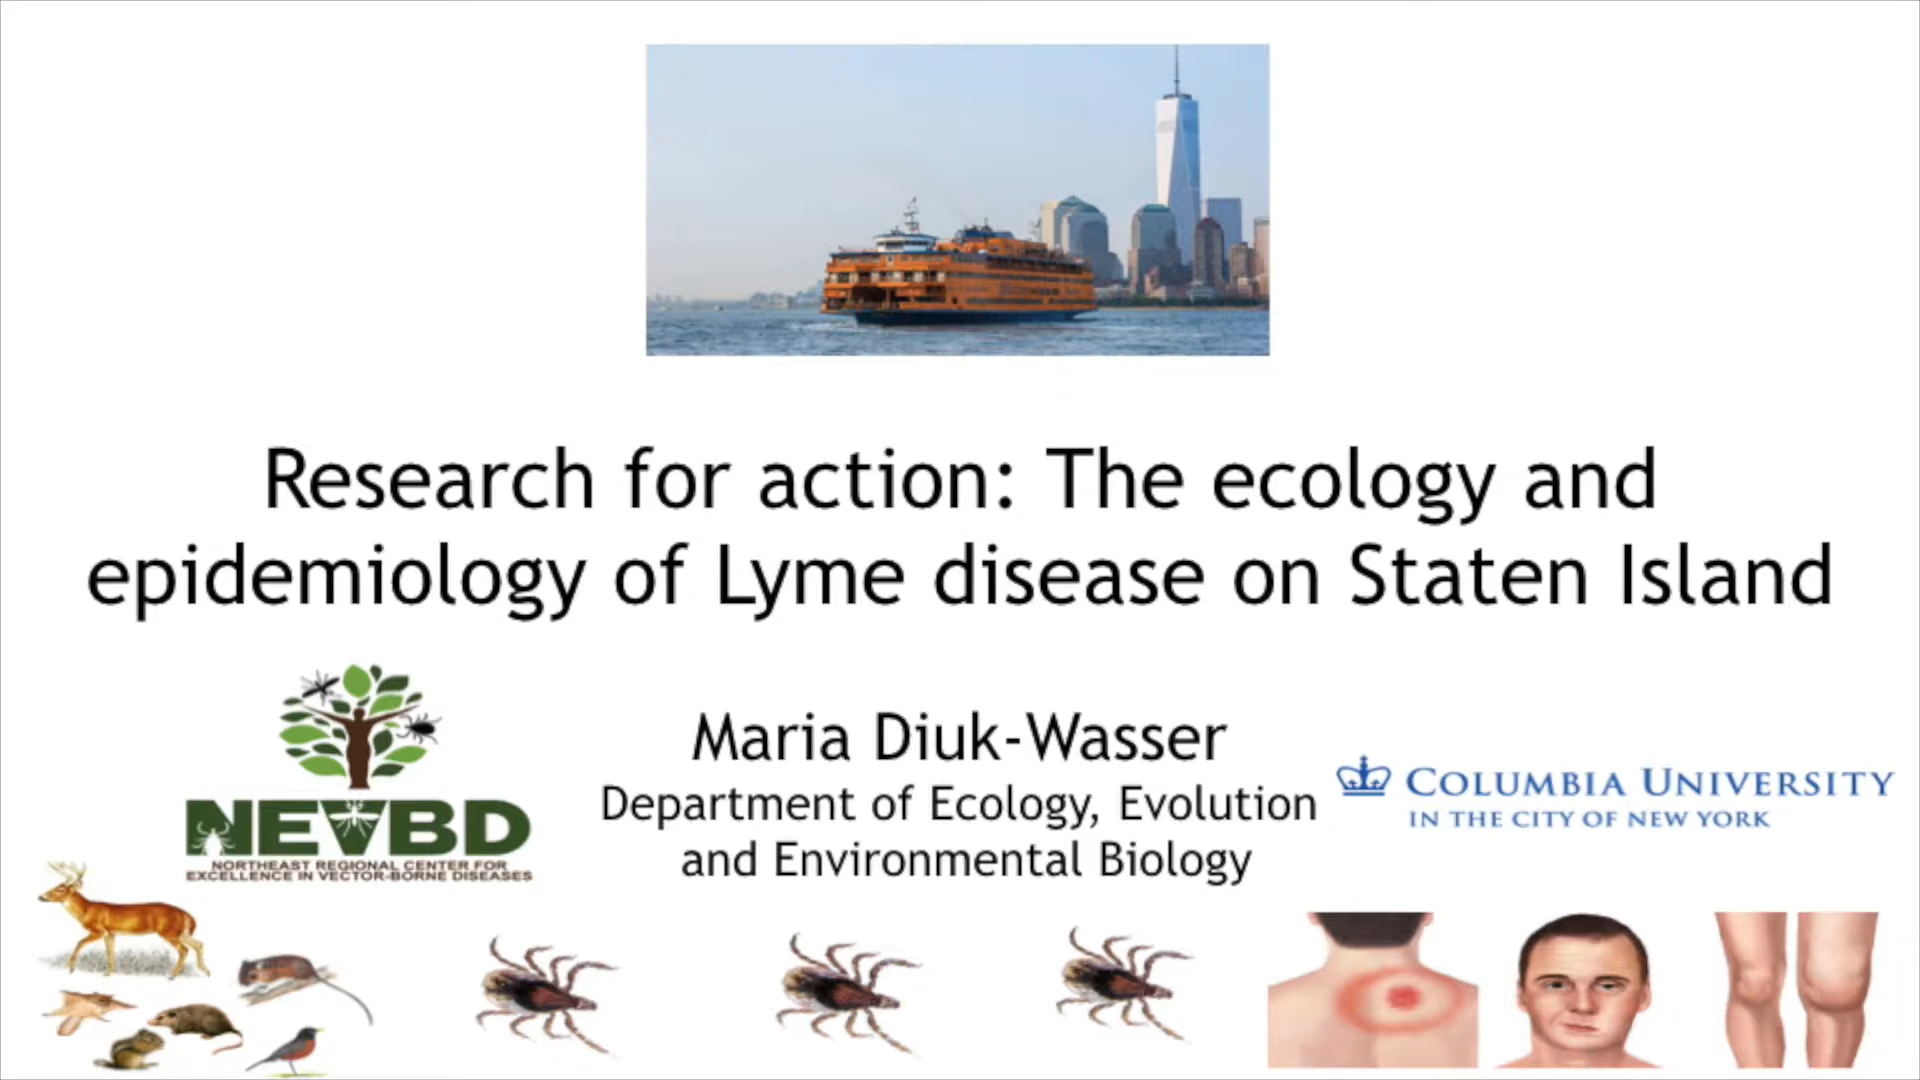 Research for action: The ecology and
epidemiology of Lyme disease on Staten Island
Maria Diuk-Wasser
Department of Ecology, Evolution
and Environmental Biology
NEVBD
NORTHEAST REGIONAL CENTER FOR
EXCELLENCE IN VECTOR-BORNE DISEASES
COLUMBIA UNIVERSITY
IN THE CITY OF NEW YORK